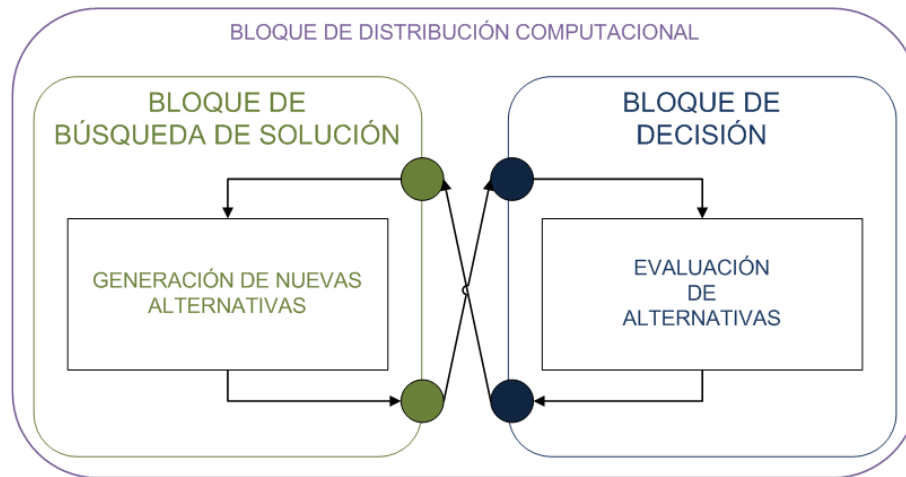 BLOQUE DE DISTRIBUCIÓN COMPUTACIONAL
BLOQUE DE
BÚSQUEDA DE SOLUCIÓN
GENERACIÓN DE NUEVAS
ALTERNATIVAS
BLOQUE DE
DECISIÓN
EVALUACIÓN
DE
ALTERNATIVAS